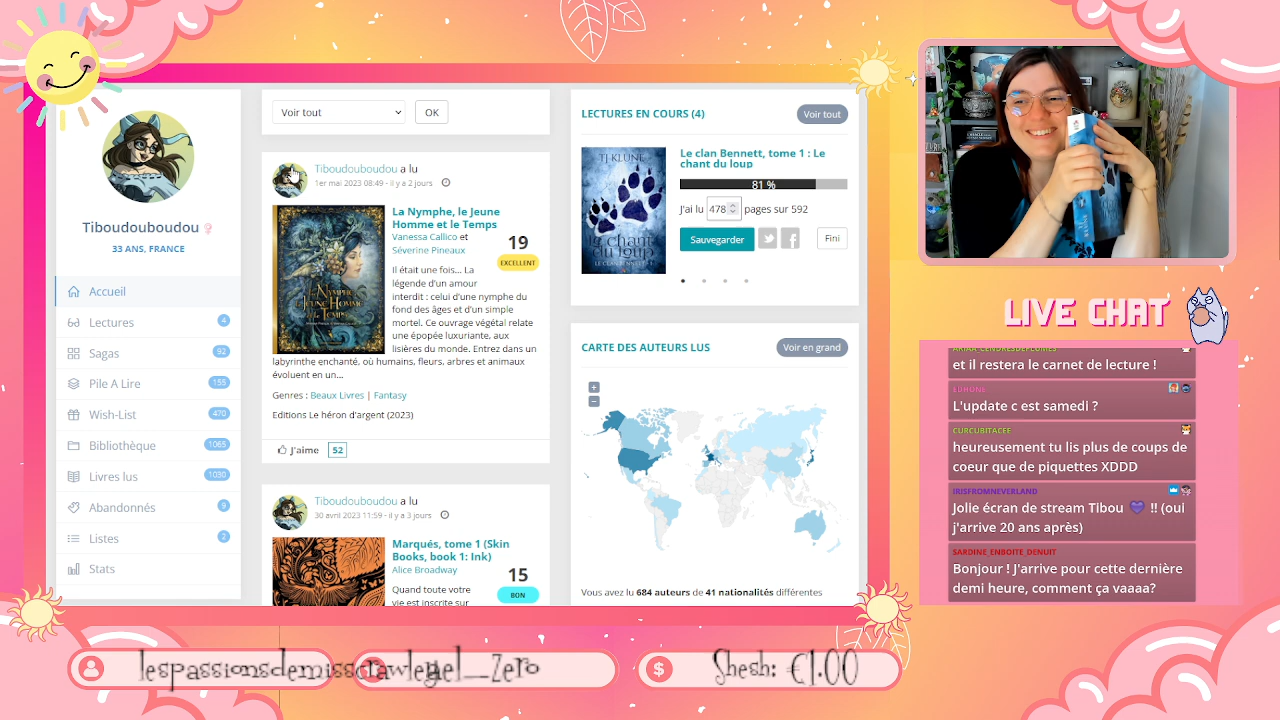 Tiboudouboudou
33 ANS, FRANCE
Accueil
Lectures 4
Sagas 92
Pile A Lire 155
Wish-List 470
Bibliothèque 1065
Livres lus 1030
Abandonnés 9
Listes 2
Stats
Voir tout
OK
Tiboudouboudou a lu
1er mai 2023 08:49 - il y a 2 jours
La Nymphe, le Jeune
Homme et le Temps
Vanessa Callico et
Séverine Pineaux
19
EXCELLENT
Il était une fois... La
légende d'un amour
interdit : celui d'une nymphe du
fond des âges et d'un simple
mortel. Ce ouvrage végétal relate
une épopée luxuriante, aux
lisières du monde. Entrez dans un
labyrinthe enchanté, où humains, fleurs, arbres et animaux
évoluent en un...
Genres : Beaux Livres | Fantasy
Editions Le héron d'argent (2023)
J'aime 52
Tiboudouboudou a lu
30 avril 2023 11:59 - il y a 3 jours
Marqués, tome 1 (Skin
Books, book 1: Ink)
Alice Broadway
15
BON
Quand toute votre
vie est inscrite sur
LECTURES EN COURS (4)
Voir tout
TJ KLUNE
Le chant
du Loup
LE CLAN BENNETT - 1
Le clan Bennett, tome 1 : Le
chant du loup
81 %
J'ai lu 478 pages sur 592
Sauvegarder
Fini
CARTE DES AUTEURS LUS
Voir en grand
+
−
Vous avez lu 684 auteurs de 41 nationalités différentes
LIVE CHAT
et il restera le carnet de lecture !
L'update c est samedi ?
CURCUBITACEE
heureusement tu lis plus de coups de
coeur que de piquettes XDDD
IRISFROMNEVERLAND
Jolie écran de stream Tibou 💜 !! (oui
j'arrive 20 ans après)
SARDINE_ENBOITE_DENUIT
Bonjour ! J'arrive pour cette dernière
demi heure, comment ça vaaaa?
Shesh: €1.00